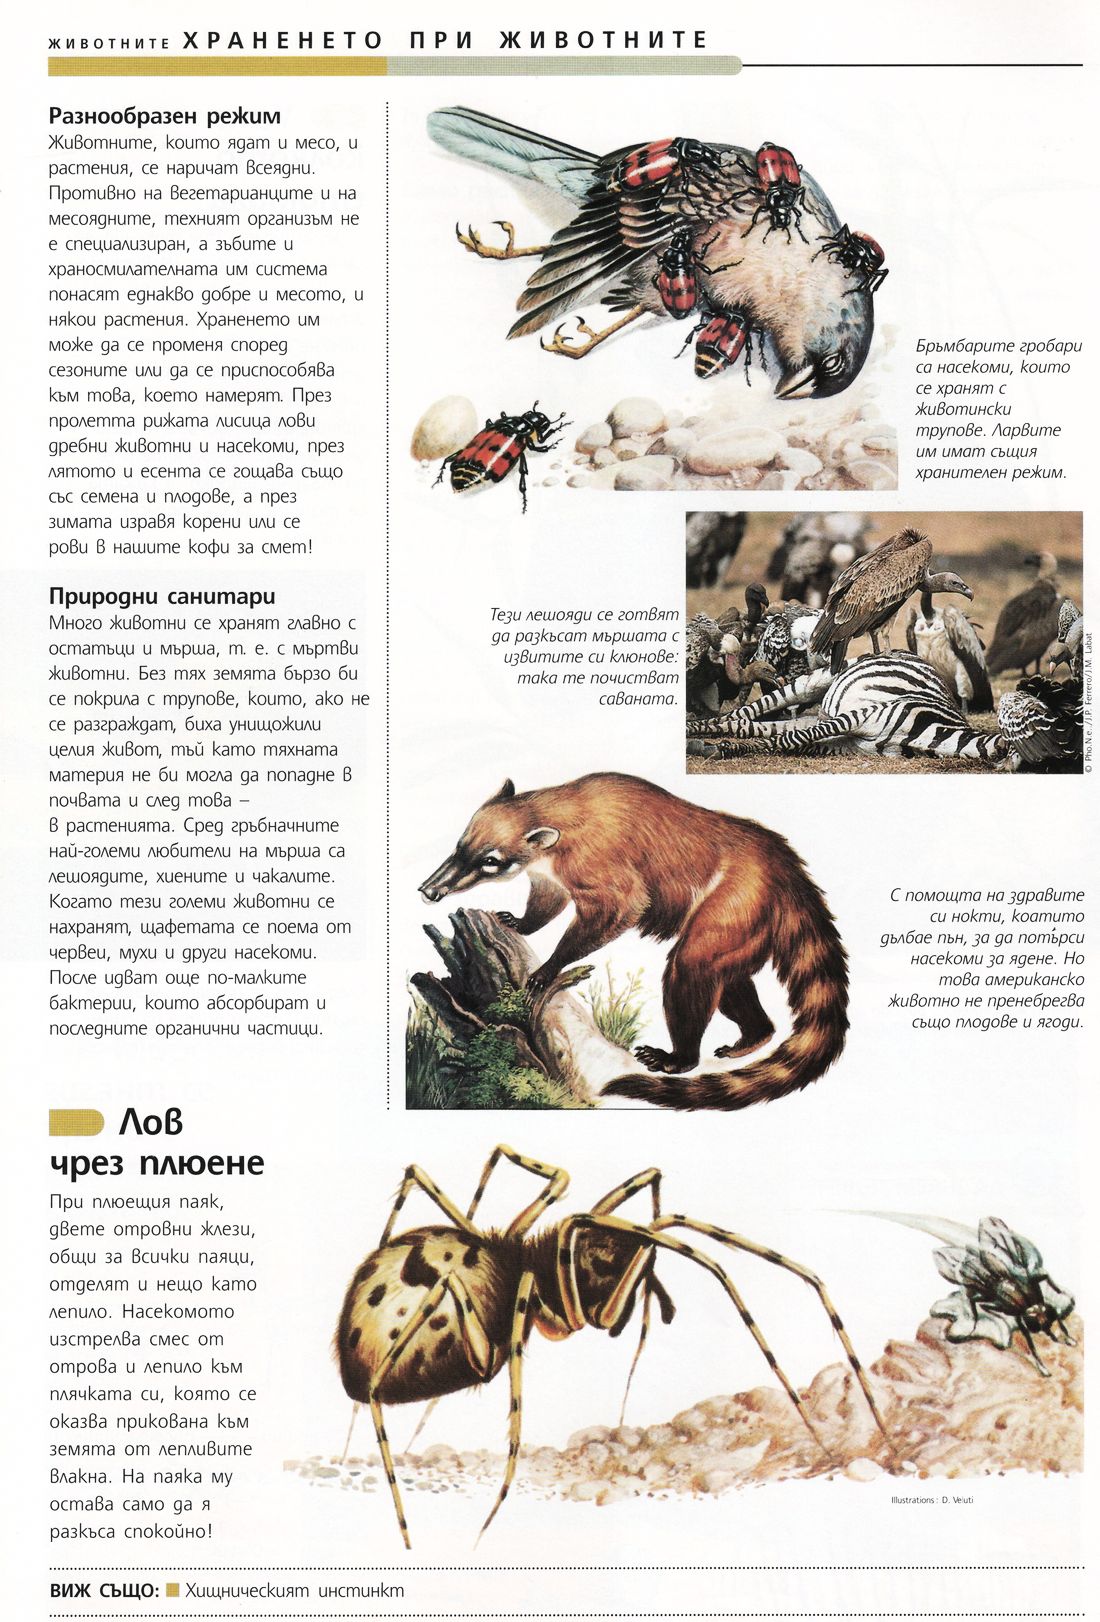 ЖИВОТНИТЕ ХРАНЕНЕТО ПРИ ЖИВОТНИТЕ
Разнообразен режим
Животните, които ядат и месо, и
растения, се наричат всеядни.
Противно на вегетарианците и на
месоядните, техният организъм не
е специализиран, а зъбите и
храносмилателната им система
понасят еднакво добре и месото, и
някои растения. Храненето им
може да се променя според
сезоните или да се приспособява
към това, което намерят. През
пролетта рижата лисица лови
дребни животни и насекоми, през
лятото и есента се гощава също
със семена и плодове, а през
зимата изравя корени или се
рови в нашите кофи за смет!
Природни санитари
Много животни се хранят главно с
остатъци и мърша, т. е. с мъртви
животни. Без тях земята бързо би
се покрила с трупове, които, ако не
се разграждат, биха унищожили
целия живот, тъй като тяхната
материя не би могла да попадне в
почвата и след това –
в растенията. Сред гръбначните
най-големи любители на мърша са
лешоядите, хиените и чакалите.
Когато тези големи животни се
нахранят, щафетата се поема от
червеи, мухи и други насекоми.
После идват още по-малките
бактерии, които абсорбират и
последните органични частици.
Бръмбарите гробари
са насекоми, които
се хранят с
животински
трупове. Ларвите
им имат същия
хранителен режим.
Тези лешояди се готвят
да разкъсат мършата с
извитите си клюнове:
така те почистват
саваната.
© Pho.N.e. /J.P. Ferrero/J.M. Labat
С помощта на здравите
си нокти, коатито
дълбае пън, за да потърси
насекоми за ядене. Но
това американско
животно не пренебрегва
също плодове и ягоди.
Лов
чрез плюене
При плюещия паяк,
двете отровни жлези,
общи за всички паяци,
отделят и нещо като
лепило. Насекомото
изстрелва смес от
отрова и лепило към
плячката си, която се
оказва прикована към
земята от лепливите
влакна. На паяка му
остава само да я
разкъса спокойно!
Illustrations : D. Veluti
ВИЖ СЪЩО: Хищническият инстинкт